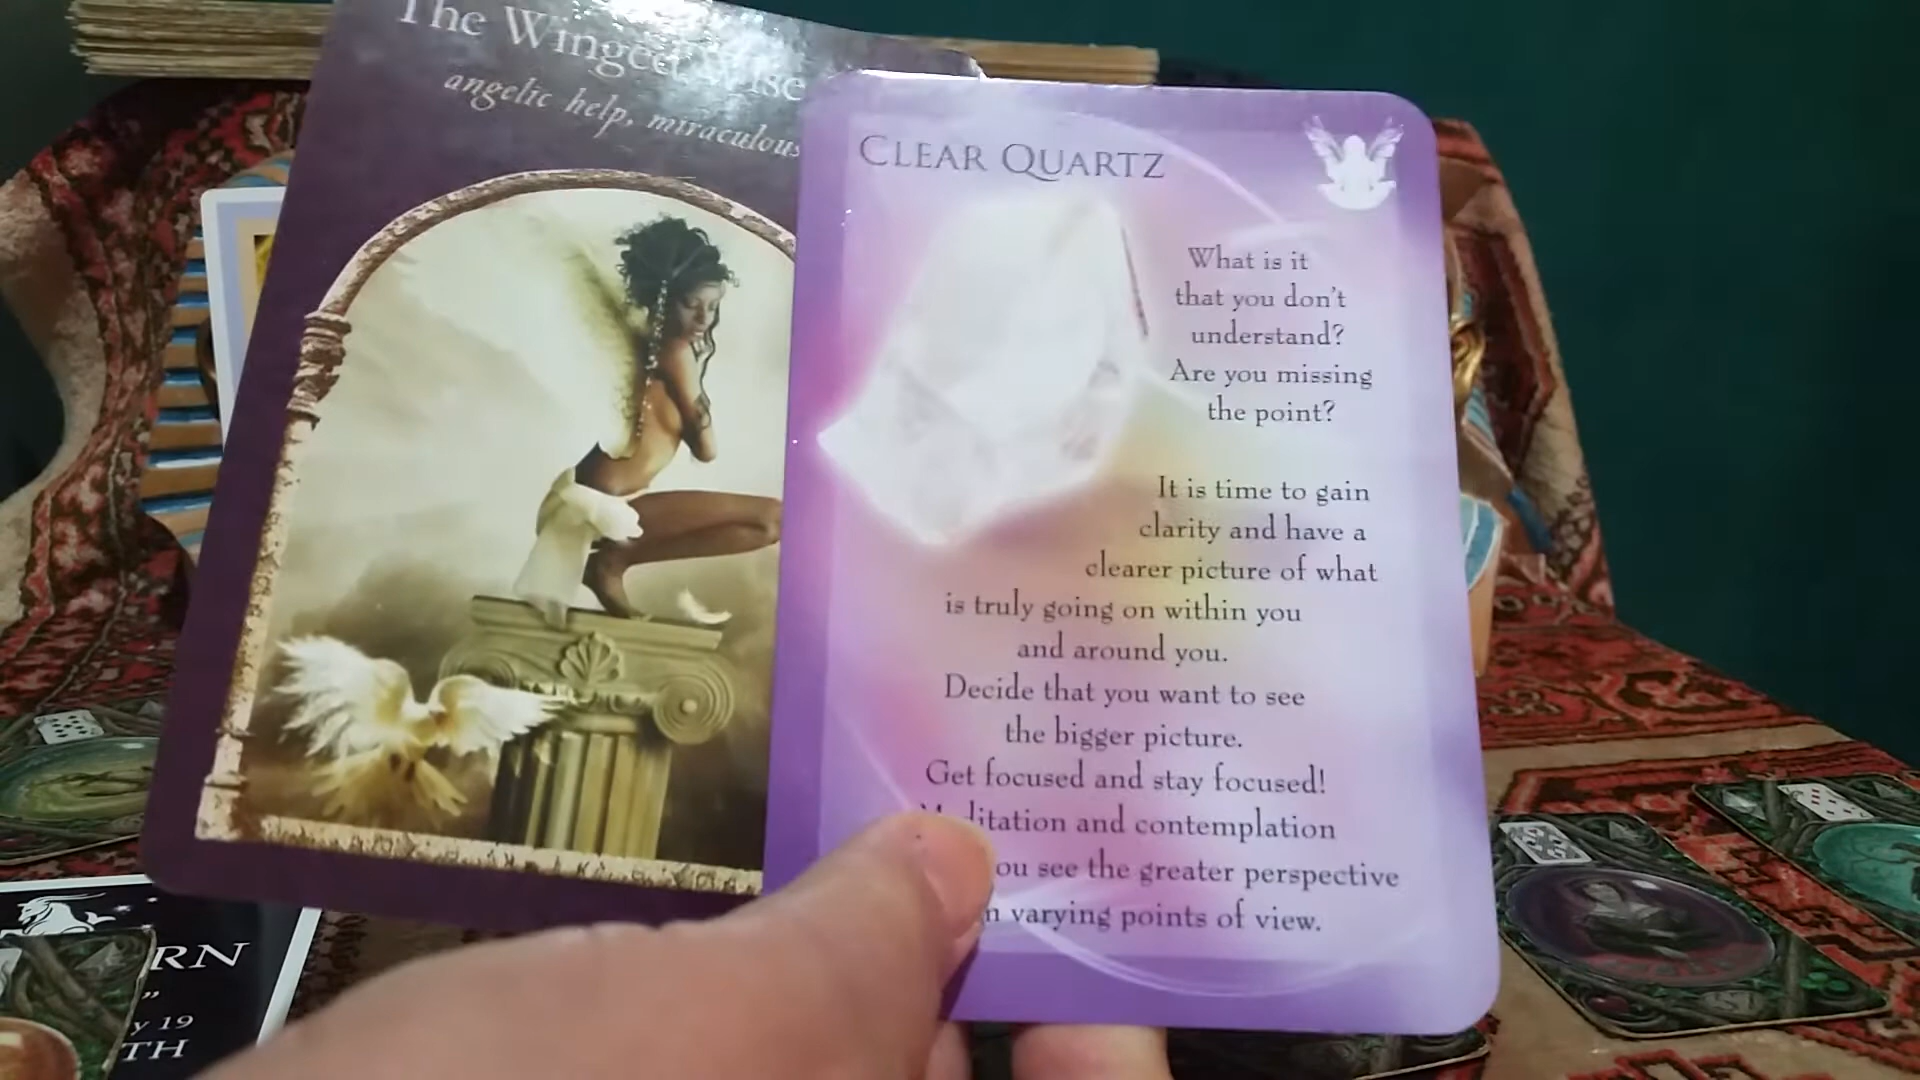 The Winged Wise
angelic help, miraculous
CLEAR QUARTZ
What is it
that you don't
understand?
Are you missing
the point?
It is time to gain
clarity and have a
clearer picture of what
is truly going on within you
and around you.
Decide that you want to see
the bigger picture.
Get focused and stay focused!
and contemplation
see the greater perspective
varying points of view.
RN
"
y 19
TH